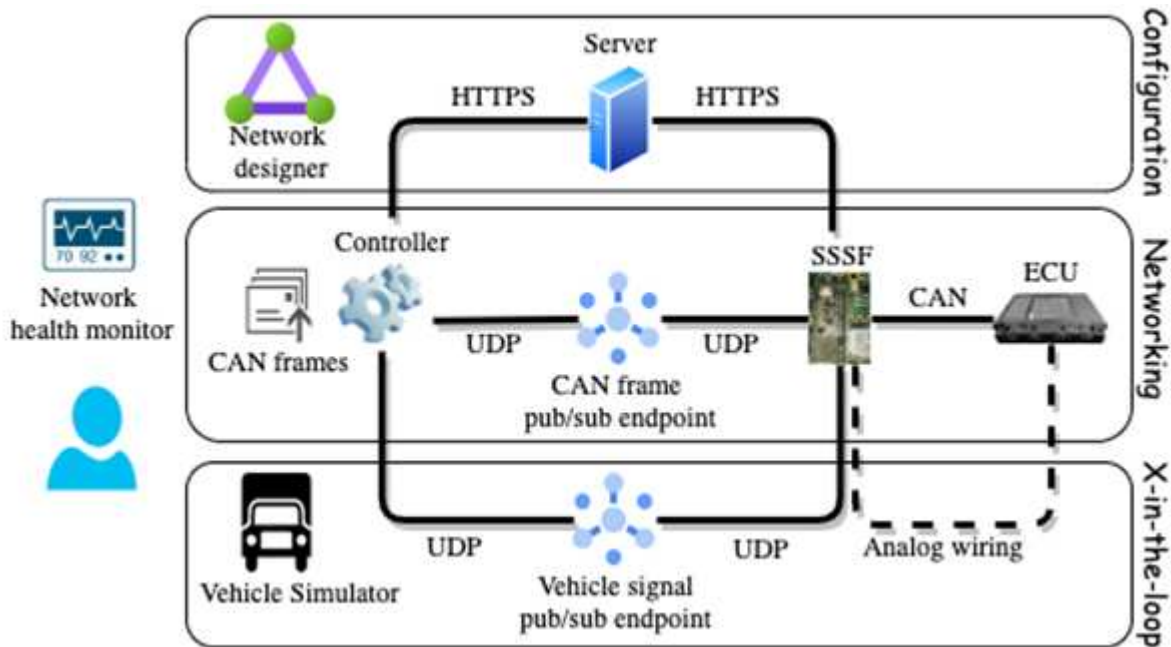 Configuration
Server
HTTPS
HTTPS
Network
designer
Networking
70 92
Network
health monitor
Controller
SSSF
ECU
CAN
UDP
UDP
CAN frames
CAN frame
pub/sub endpoint
X-in-the-loop
UDP
UDP
Analog wiring
Vehicle Simulator
Vehicle signal
pub/sub endpoint